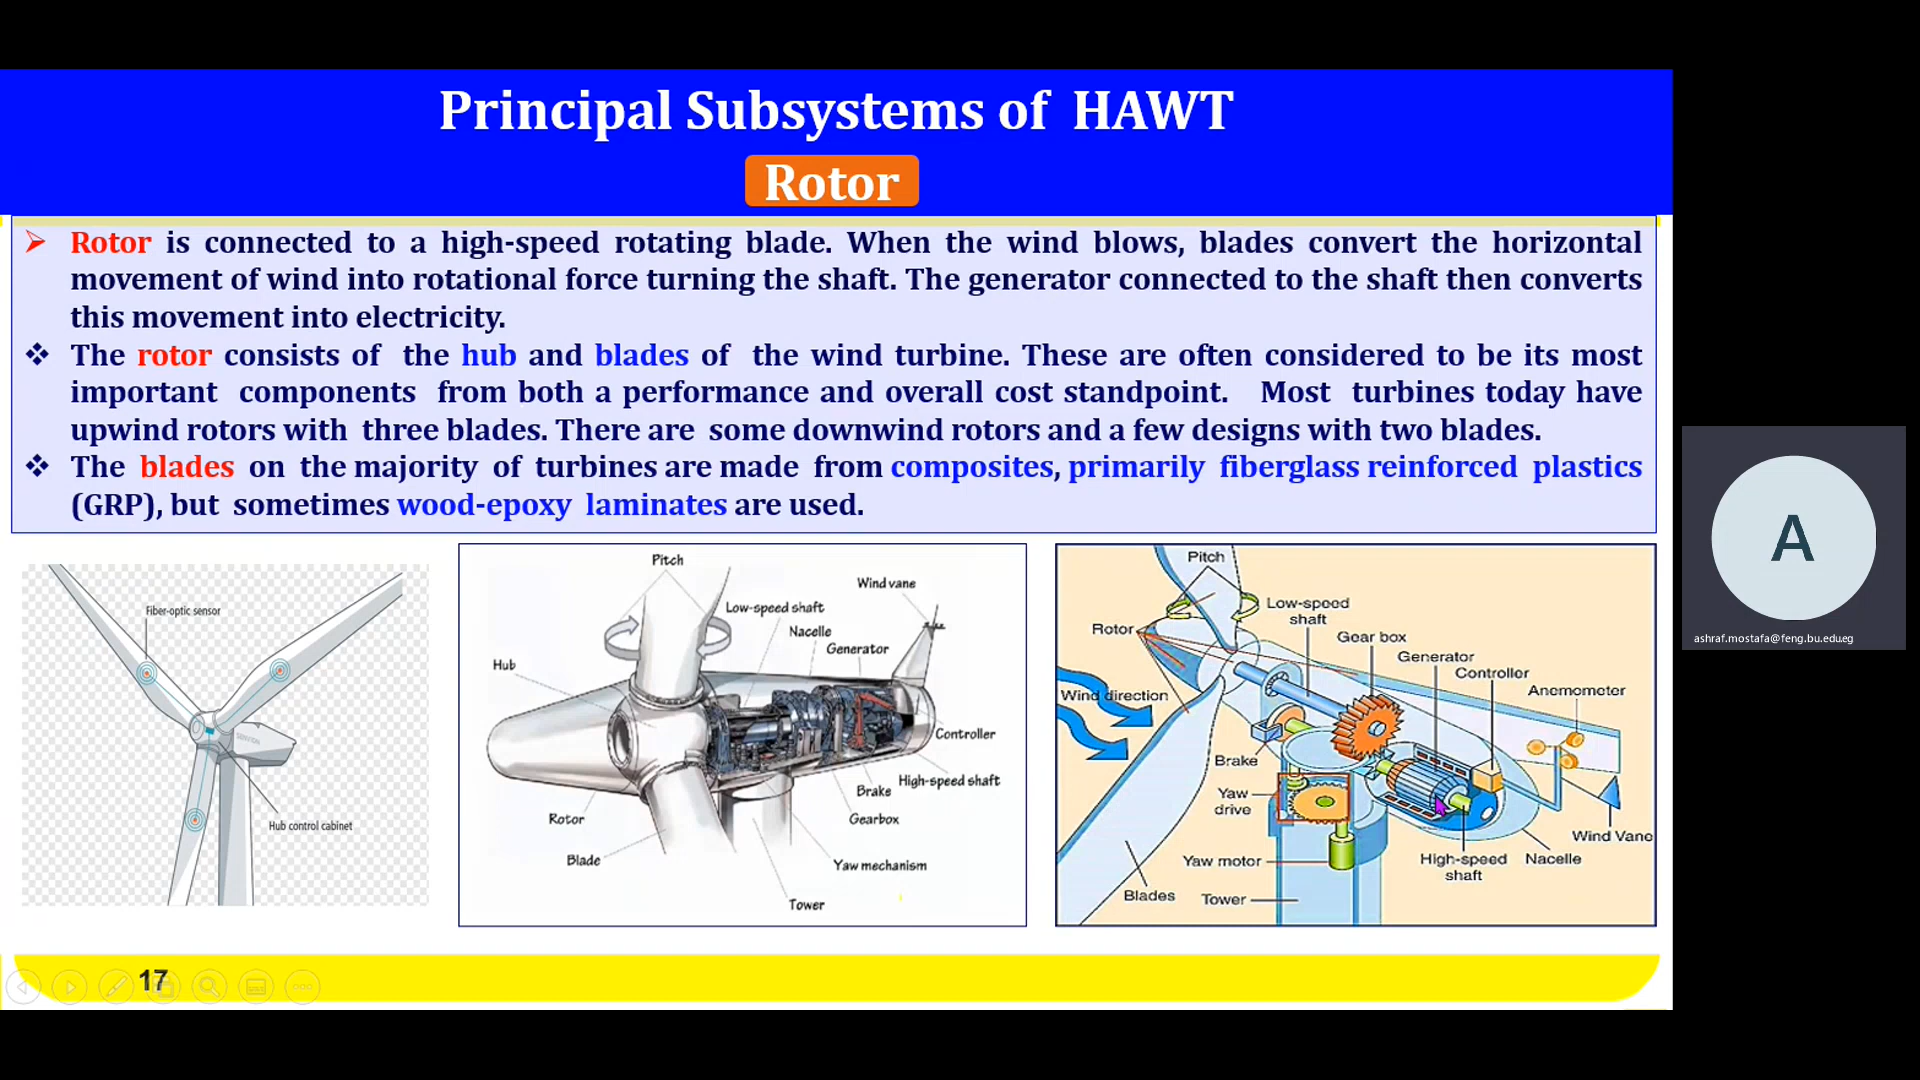 Principal Subsystems of HAWT
Rotor
Rotor is connected to a high-speed rotating blade. When the wind blows, blades convert the horizontal
movement of wind into rotational force turning the shaft. The generator connected to the shaft then converts
this movement into electricity.
The rotor consists of the hub and blades of the wind turbine. These are often considered to be its most
important components from both a performance and overall cost standpoint. Most turbines today have
upwind rotors with three blades. There are some downwind rotors and a few designs with two blades.
The blades on the majority of turbines are made from composites, primarily fiberglass reinforced plastics
(GRP), but sometimes wood-epoxy laminates are used.
Fiber-optic sensor
SENVION
Hub control cabinet
Pitch
Wind vane
Low-speed shaft
Nacelle
Generator
Hub
Controller
High-speed shaft
Brake
Rotor
Gearbox
Blade
Yaw mechanism
Tower
Pitch
Low-speed
shaft
Rotor
Gear box
Generator
Controller
Anemometer
Wind direction
Brake
Yaw
drive
Wind Vane
Yaw motor
High-speed
shaft
Nacelle
Blades
Tower
17
A
ashraf.mostafa@feng.bu.edu.eg